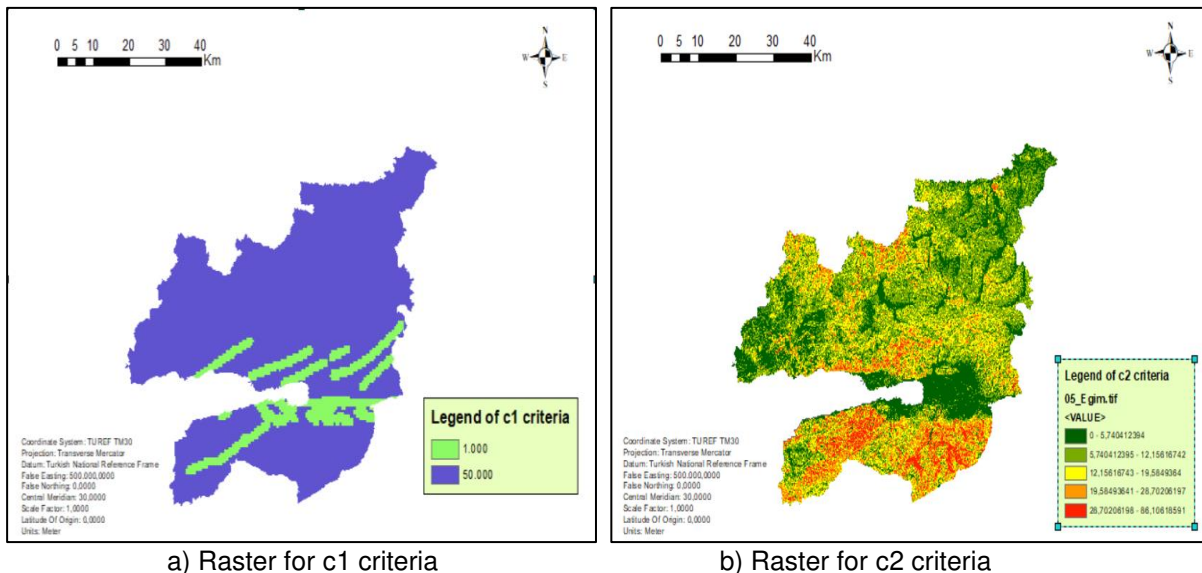 0 5 10 20 30 40
Km
N
W E
S
Legend of c1 criteria
1.000
50.000
Coordinate System: TUREF TM30
Projection: Transverse Mercator
Datum: Turkish National Reference Frame
False Easting: 500.000,0000
False Northing: 0,0000
Central Meridian: 30,0000
Scale Factor: 1,0000
Latitude Of Origin: 0,0000
Units: Meter
a) Raster for c1 criteria
0 5 10 20 30 40
Km
N
W E
S
Legend of c2 criteria
05_Egim.tif
<VALUE>
0 - 5,740412394
5,740412395 - 12,15616742
12,15616743 - 19,5849364
19,58493641 - 28,70206197
28,70206198 - 86,10618591
Coordinate System: TUREF TM30
Projection: Transverse Mercator
Datum: Turkish National Reference Frame
False Easting: 500.000,0000
False Northing: 0,0000
Central Meridian: 30,0000
Scale Factor: 1,0000
Latitude Of Origin: 0,0000
Units: Meter
b) Raster for c2 criteria